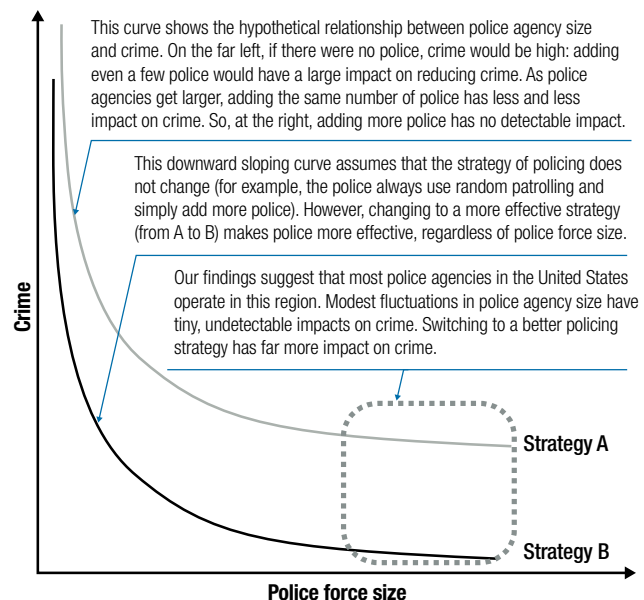 This curve shows the hypothetical relationship between police agency size
and crime. On the far left, if there were no police, crime would be high: adding
even a few police would have a large impact on reducing crime. As police
agencies get larger, adding the same number of police has less and less
impact on crime. So, at the right, adding more police has no detectable impact.
This downward sloping curve assumes that the strategy of policing does
not change (for example, the police always use random patrolling and
simply add more police). However, changing to a more effective strategy
(from A to B) makes police more effective, regardless of police force size.
Our findings suggest that most police agencies in the United States
operate in this region. Modest fluctuations in police agency size have
tiny, undetectable impacts on crime. Switching to a better policing
strategy has far more impact on crime.
Crime
Strategy A
Strategy B
Police force size